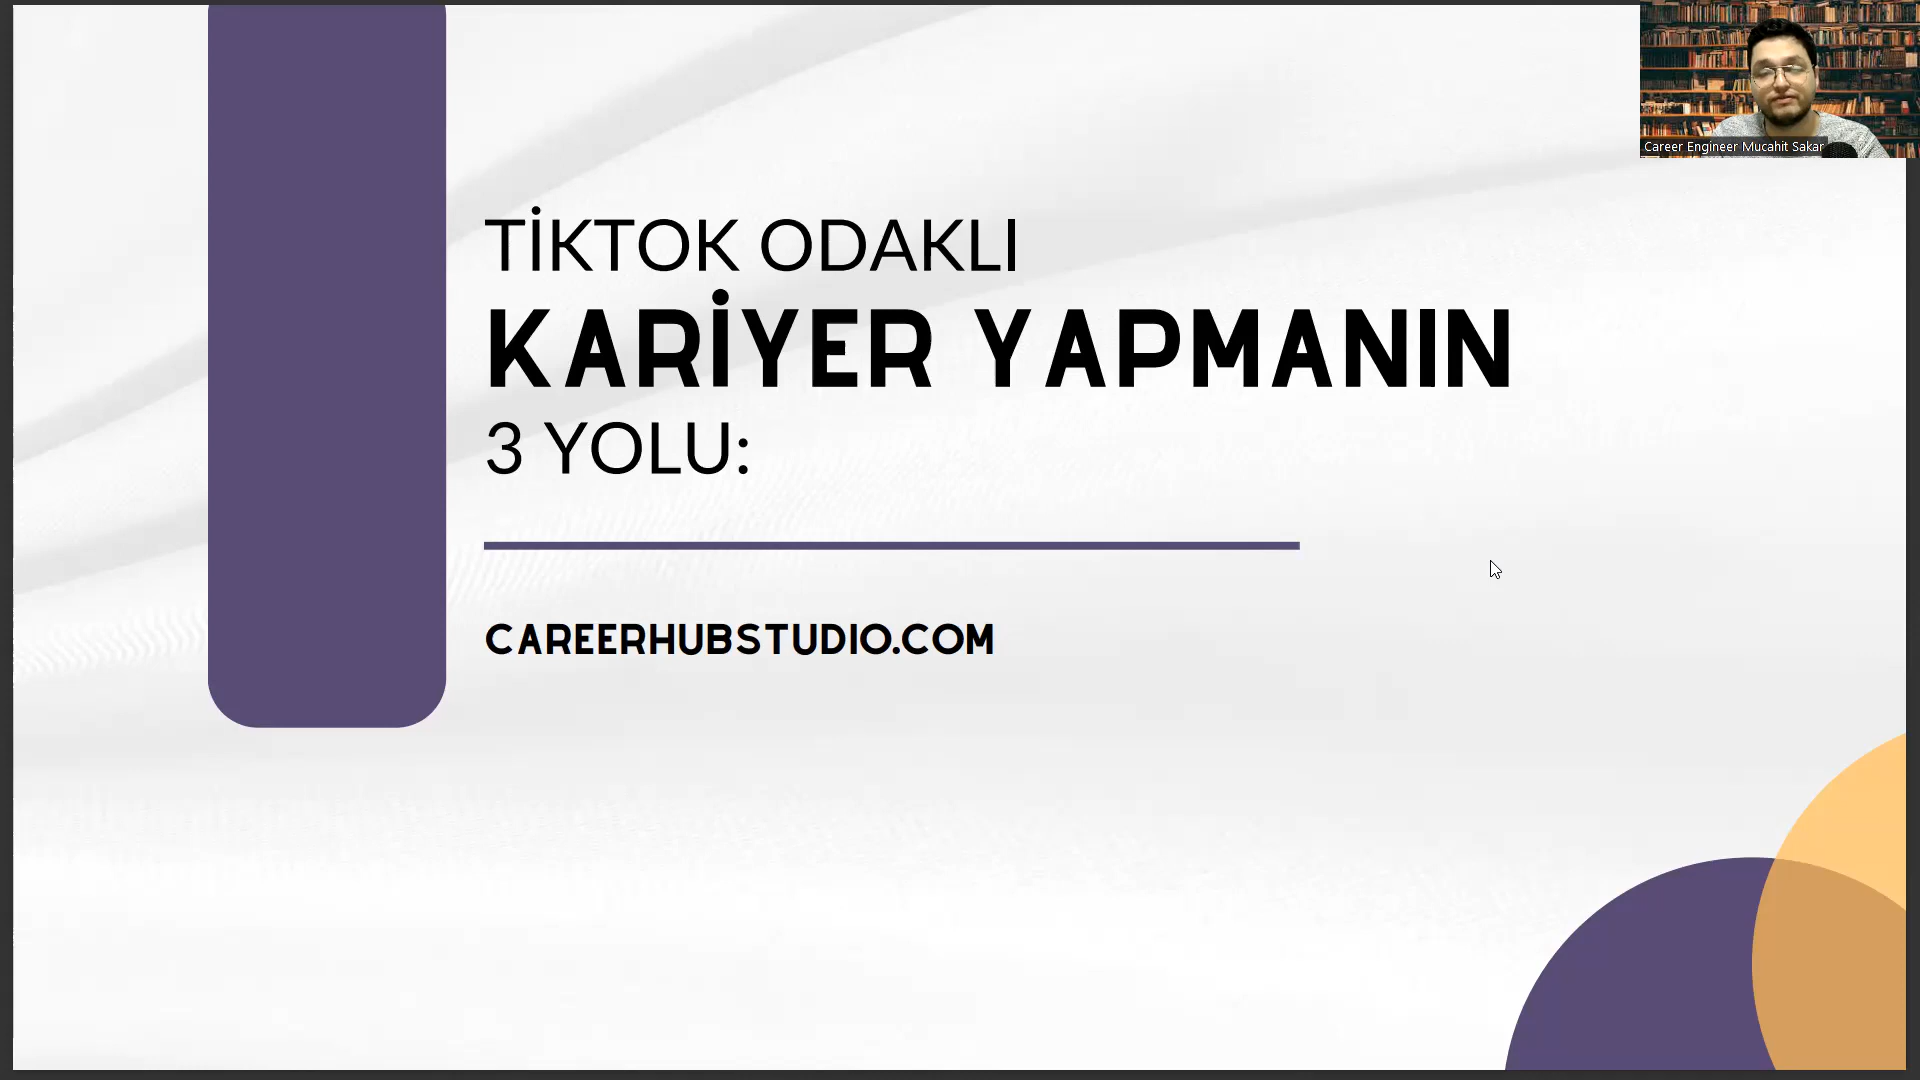 TİKTOK ODAKLI
KARİYER YAPMANIN
3 YOLU:
CAREERHUBSTUDIO.COM
Career Engineer Mucahit Sakar